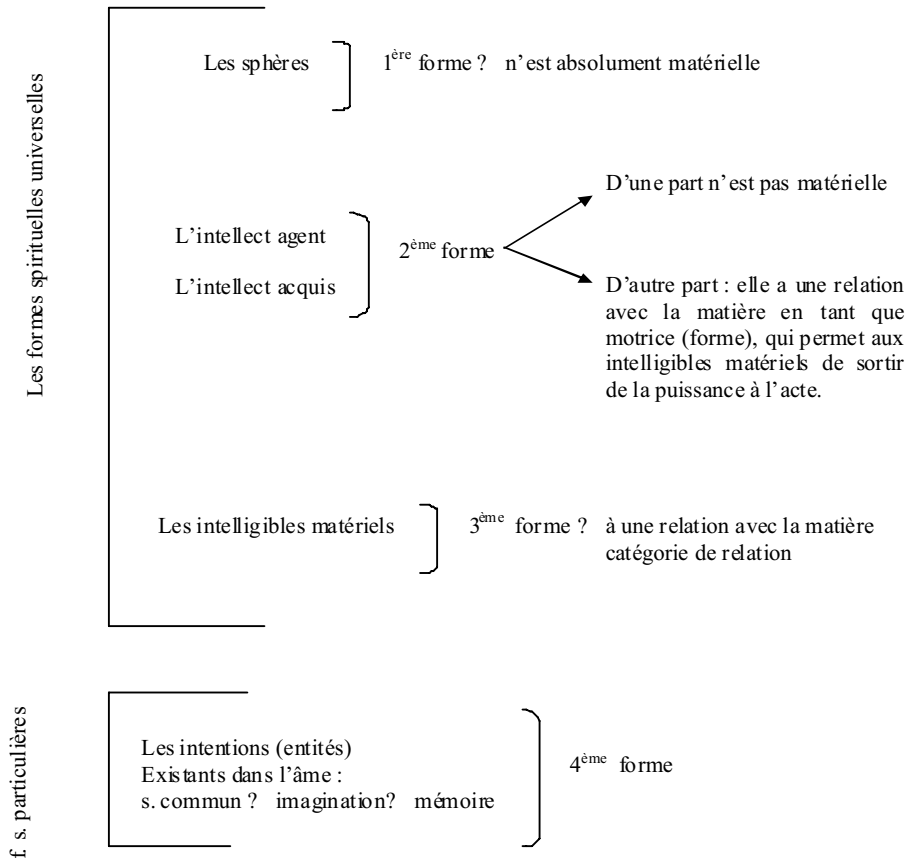 Les formes spirituelles universelles
Les sphères
1ère forme ? n’est absolument matérielle
L’intellect agent
L’intellect acquis
2ème forme
D’une part n’est pas matérielle
D’autre part : elle a une relation
avec la matière en tant que
motrice (forme), qui permet aux
intelligibles matériels de sortir
de la puissance à l’acte.
Les intelligibles matériels
3ème forme ? à une relation avec la matière
catégorie de relation
f. s. particulières
Les intentions (entités)
Existants dans l’âme :
s. commun ? imagination? mémoire
4ème forme